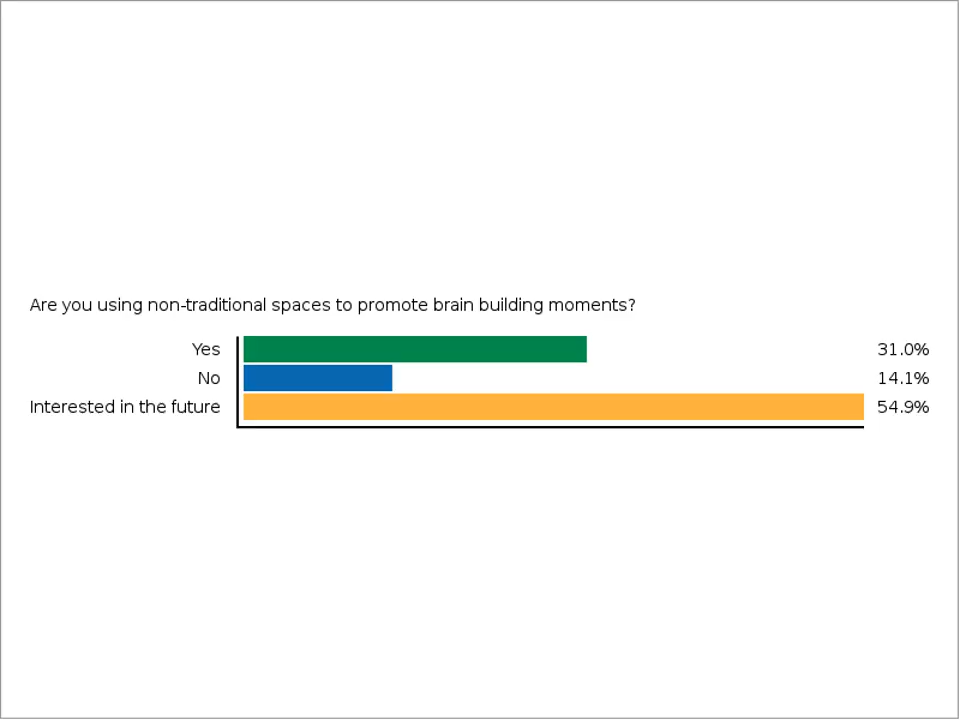 Are you using non-traditional spaces to promote brain building moments?
Yes 31.0%
No 14.1%
Interested in the future 54.9%